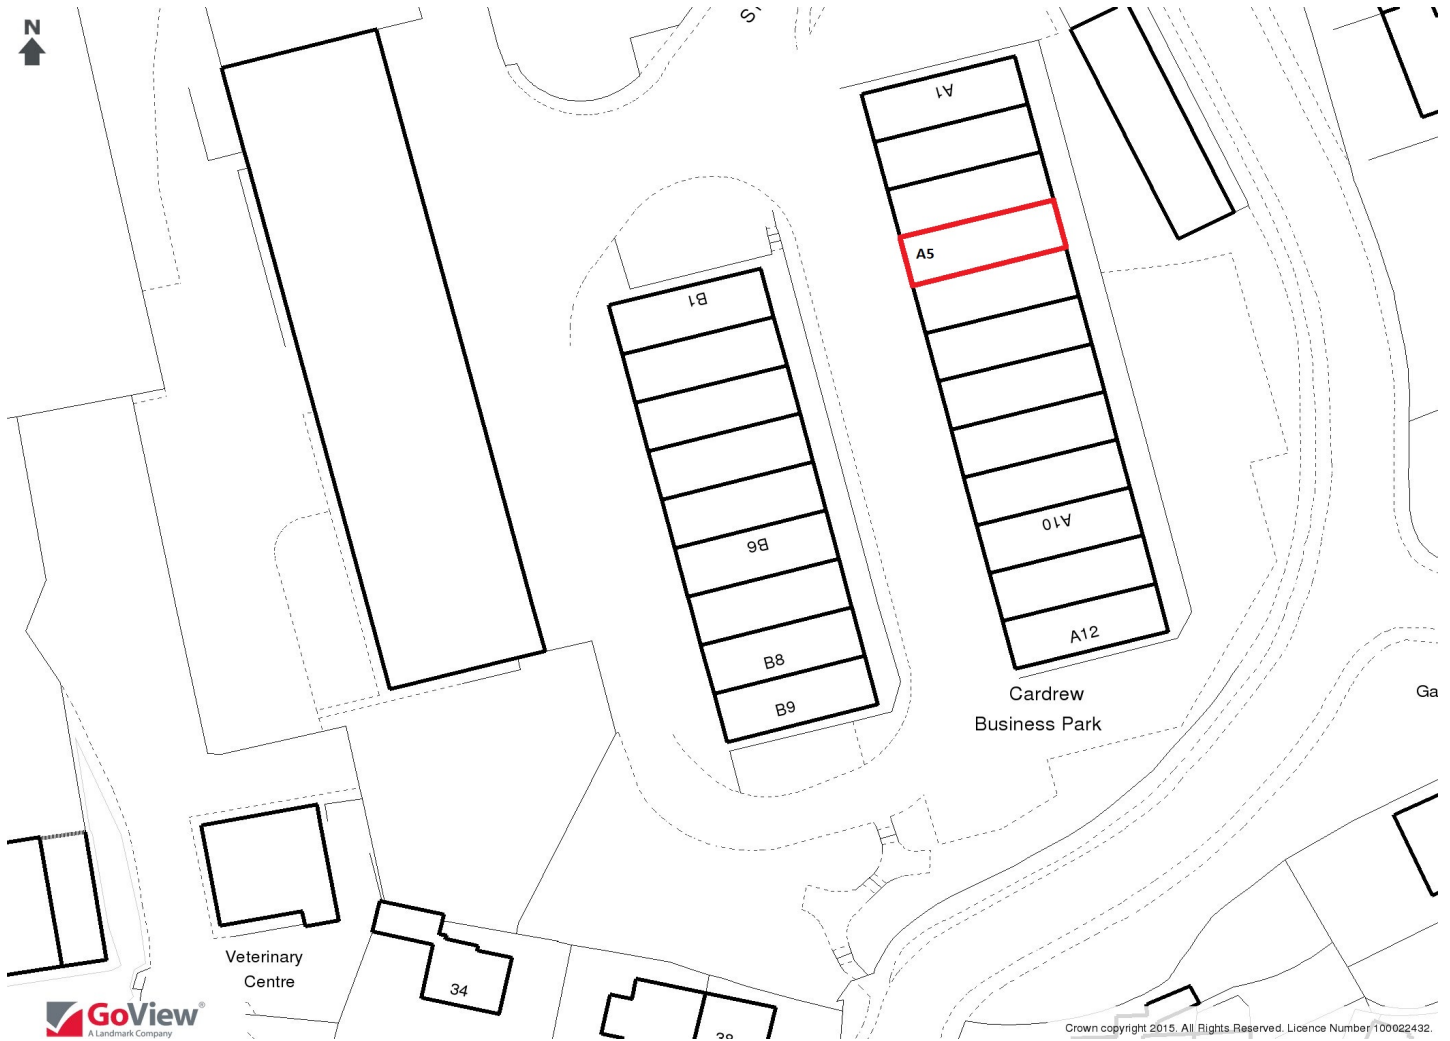 N
A1
A5
B1
A10
B6
A12
B8
B9
Cardrew
Business Park
Veterinary
Centre
34
GoView®
A Landmark Company
Crown copyright 2015. All Rights Reserved. Licence Number 100022432.